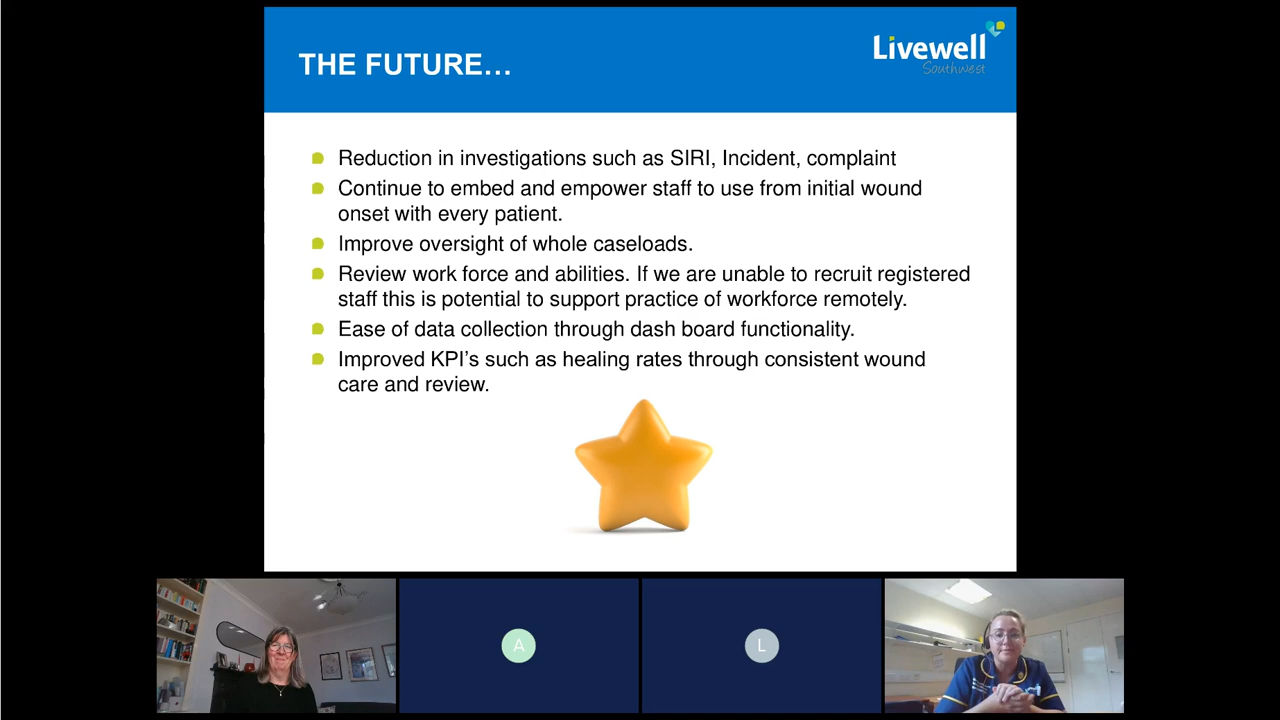 THE FUTURE...
Livewell
Southwest
Reduction in investigations such as SIRI, Incident, complaint
Continue to embed and empower staff to use from initial wound
onset with every patient.
Improve oversight of whole caseloads.
Review work force and abilities. If we are unable to recruit registered
staff this is potential to support practice of workforce remotely.
Ease of data collection through dash board functionality.
Improved KPI's such as healing rates through consistent wound
care and review.
A
L